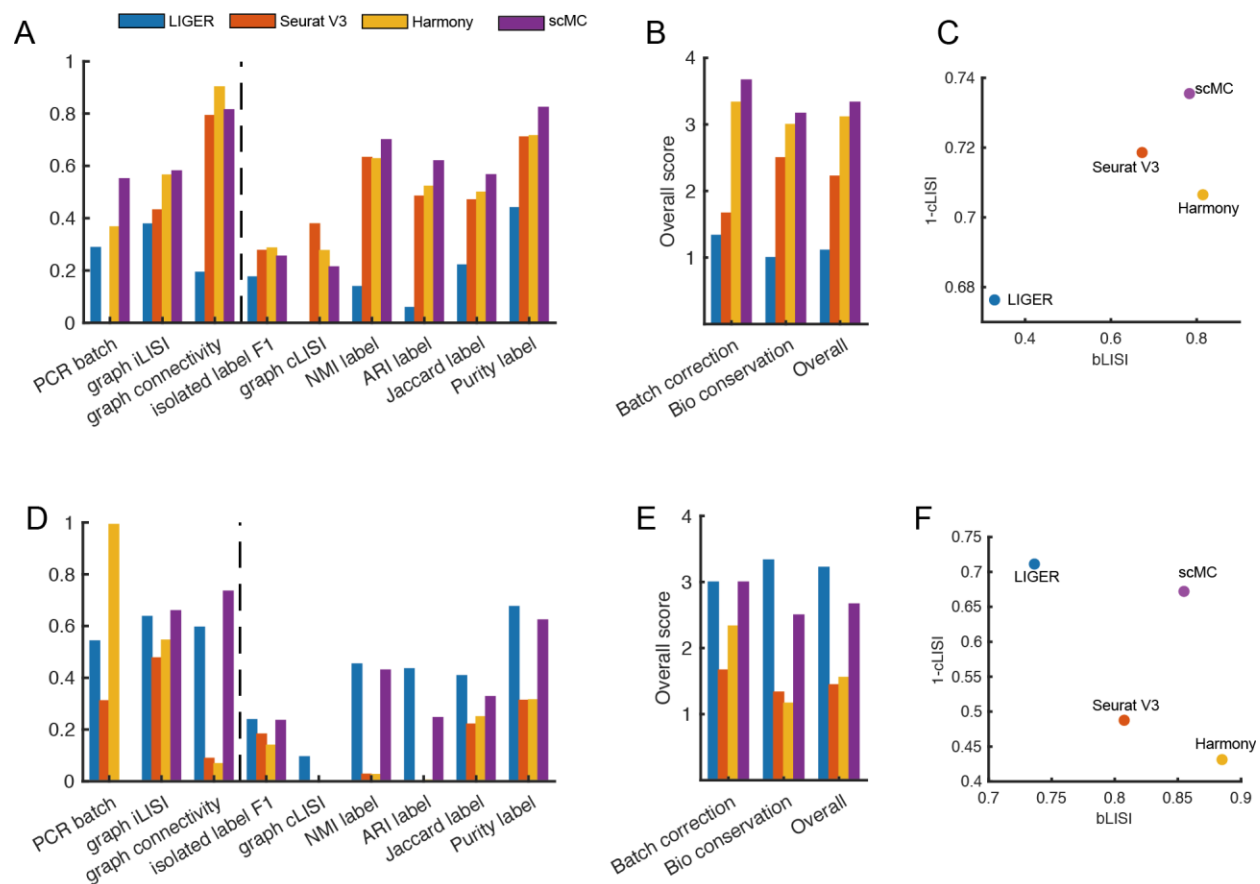 LIGER Seurat V3 Harmony scMC
A
1
0.8
0.6
0.4
0.2
0
PCR batch
graph iLISI
graph connectivity
isolated label F1
graph cLISI
NMI label
ARI label
Jaccard label
Purity label
B
4
3
2
1
Overall score
Batch correction
Bio conservation
Overall
C
0.74
0.72
0.7
0.68
1-cLISI
scMC
Seurat V3
Harmony
LIGER
0.4 0.6 0.8
bLISI
D
1
0.8
0.6
0.4
0.2
0
PCR batch
graph iLISI
graph connectivity
isolated label F1
graph cLISI
NMI label
ARI label
Jaccard label
Purity label
E
4
3
2
1
Overall score
Batch correction
Bio conservation
Overall
F
0.75
0.7
0.65
0.6
0.55
0.5
0.45
0.4
1-cLISI
LIGER
scMC
Seurat V3
Harmony
0.7 0.75 0.8 0.85 0.9
bLISI